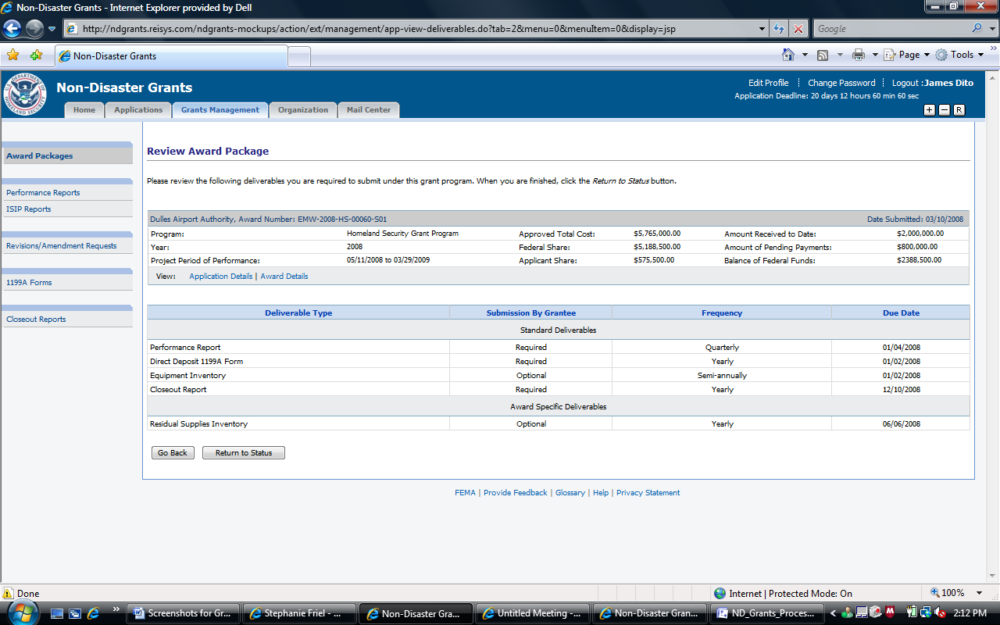 Non-Disaster Grants - Internet Explorer provided by Dell
http://ndgrants.reisys.com/ndgrants-mockups/action/ext/management/app-view-deliverables.do?tab=2&menu=0&menuItem=0&display=jsp
Google
Non-Disaster Grants
Page Tools
Non-Disaster Grants
Edit Profile Change Password Logout :James Dito
Application Deadline: 20 days 12 hours 60 min 60 sec
Home Applications Grants Management Organization Mail Center
+ − R
Award Packages
Performance Reports
ISIP Reports
Revisions/Amendment Requests
1199A Forms
Closeout Reports
Review Award Package
Please review the following deliverables you are required to submit under this grant program. When you are finished, click the Return to Status button.
Dulles Airport Authority, Award Number: EMW-2008-HS-00060-S01 Date Submitted: 03/10/2008
Program: Homeland Security Grant Program Approved Total Cost: $5,765,000.00 Amount Received to Date: $2,000,000.00
Year: 2008 Federal Share: $5,188,500.00 Amount of Pending Payments: $800,000.00
Project Period of Performance: 05/11/2008 to 03/29/2009 Applicant Share: $575,500.00 Balance of Federal Funds: $2388,500.00
View: Application Details | Award Details
Deliverable Type Submission By Grantee Frequency Due Date
Standard Deliverables
Performance Report Required Quarterly 01/04/2008
Direct Deposit 1199A Form Required Yearly 01/02/2008
Equipment Inventory Optional Semi-annually 01/02/2008
Closeout Report Required Yearly 12/10/2008
Award Specific Deliverables
Residual Supplies Inventory Optional Yearly 06/06/2008
Go Back Return to Status
FEMA | Provide Feedback | Glossary | Help | Privacy Statement
Done Internet | Protected Mode: On 100%
Screenshots for Gr... Stephanie Friel - ... Non-Disaster Gra... Untitled Meeting -... Non-Disaster Gran... ND_Grants_Proces... 2:12 PM